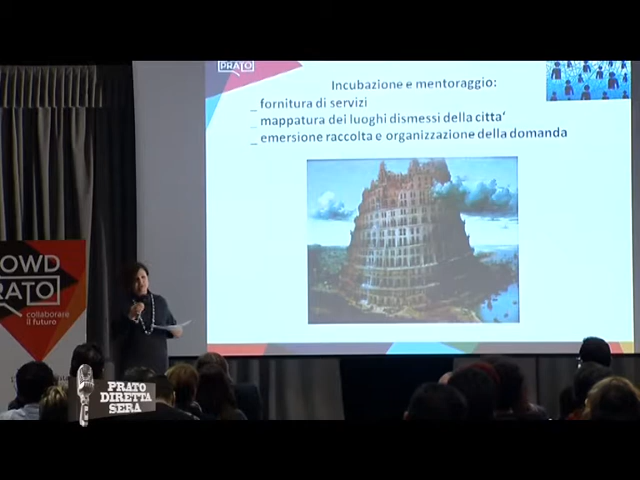 PRATO
Incubazione e mentoraggio:
_ fornitura di servizi
_ mappatura dei luoghi dismessi della citta'
_ emersione raccolta e organizzazione della domanda
OWD
RATO
collaborare
il futuro
PRATO
DIRETTA
SERA